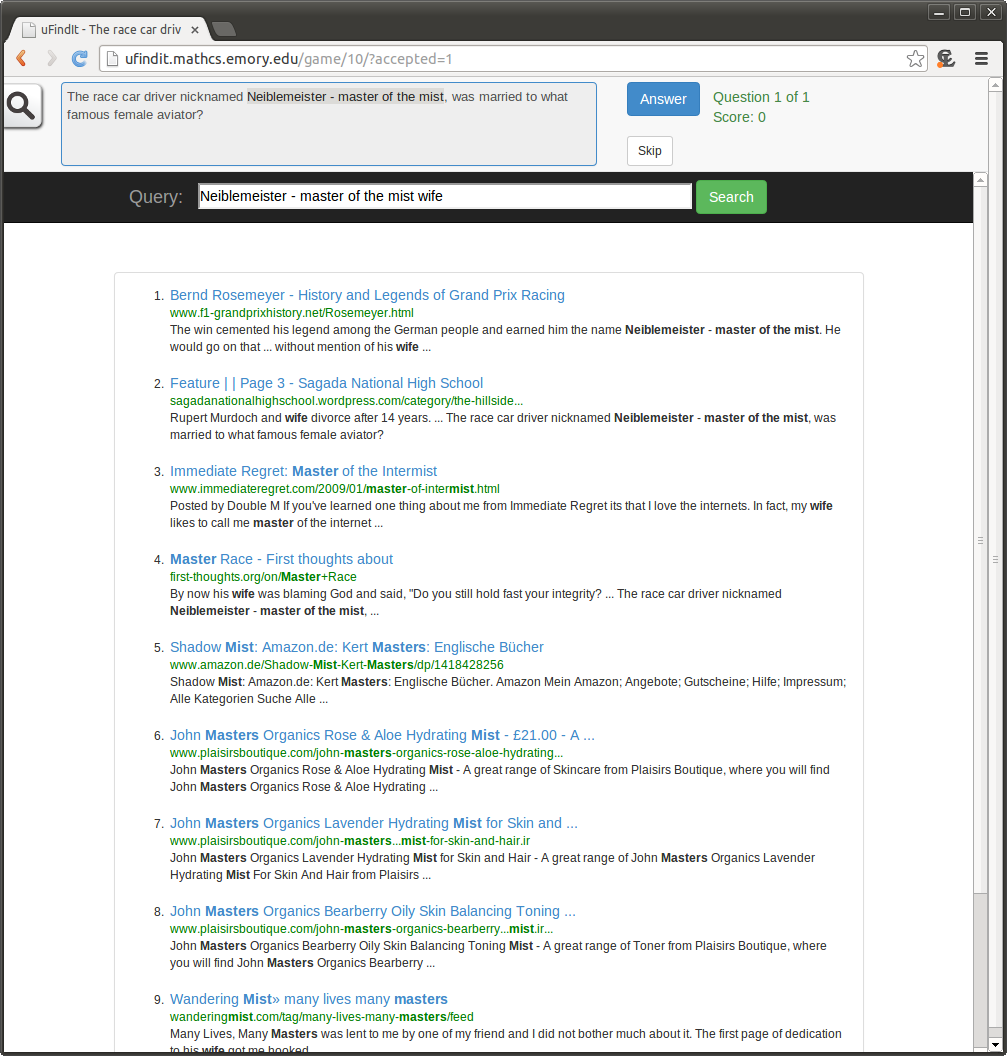 uFindIt - The race car driv
ufindit.mathcs.emory.edu/game/10/?accepted=1
The race car driver nicknamed Neiblemeister - master of the mist, was married to what
famous female aviator?
Answer
Question 1 of 1
Score: 0
Skip
Query:
Neiblemeister - master of the mist wife
Search
1. Bernd Rosemeyer - History and Legends of Grand Prix Racing
www.f1-grandprixhistory.net/Rosemeyer.html
The win cemented his legend among the German people and earned him the name Neiblemeister - master of the mist. He
would go on that ... without mention of his wife ...
2. Feature | | Page 3 - Sagada National High School
sagadanationalhighschool.wordpress.com/category/the-hillside...
Rupert Murdoch and wife divorce after 14 years. ... The race car driver nicknamed Neiblemeister - master of the mist, was
married to what famous female aviator?
3. Immediate Regret: Master of the Intermist
www.immediateregret.com/2009/01/master-of-intermist.html
Posted by Double M If you've learned one thing about me from Immediate Regret its that I love the internets. In fact, my wife
likes to call me master of the internet ...
4. Master Race - First thoughts about
first-thoughts.org/on/Master+Race
By now his wife was blaming God and said, "Do you still hold fast your integrity? ... The race car driver nicknamed
Neiblemeister - master of the mist, ...
5. Shadow Mist: Amazon.de: Kert Masters: Englische Bücher
www.amazon.de/Shadow-Mist-Kert-Masters/dp/1418428256
Shadow Mist: Amazon.de: Kert Masters: Englische Bücher. Amazon Mein Amazon; Angebote; Gutscheine; Hilfe; Impressum;
Alle Kategorien Suche Alle ...
6. John Masters Organics Rose & Aloe Hydrating Mist - £21.00 - A ...
www.plaisirsboutique.com/john-masters-organics-rose-aloe-hydrating...
John Masters Organics Rose & Aloe Hydrating Mist - A great range of Skincare from Plaisirs Boutique, where you will find
John Masters Organics Rose & Aloe Hydrating ...
7. John Masters Organics Lavender Hydrating Mist for Skin and ...
www.plaisirsboutique.com/john-masters...mist-for-skin-and-hair.ir
John Masters Organics Lavender Hydrating Mist for Skin and Hair - A great range of John Masters Organics Lavender
Hydrating Mist For Skin And Hair from Plaisirs ...
8. John Masters Organics Bearberry Oily Skin Balancing Toning ...
www.plaisirsboutique.com/john-masters-organics-bearberry...mist.ir...
John Masters Organics Bearberry Oily Skin Balancing Toning Mist - A great range of Toner from Plaisirs Boutique, where
you will find John Masters Organics Bearberry ...
9. Wandering Mist» many lives many masters
wanderingmist.com/tag/many-lives-many-masters/feed
Many Lives, Many Masters was lent to me by one of my friend and I did not bother much about it. The first page of dedication
to his wife got me hooked